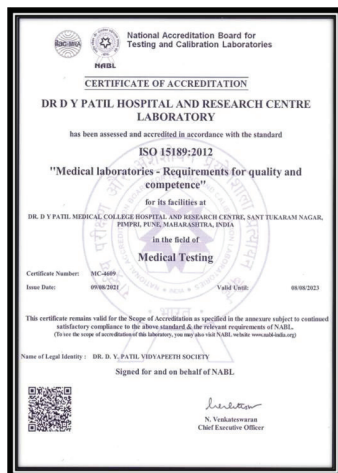 ilac-MRA
NABL
National Accreditation Board for
Testing and Calibration Laboratories
CERTIFICATE OF ACCREDITATION
DR D Y PATIL HOSPITAL AND RESEARCH CENTRE
LABORATORY
has been assessed and accredited in accordance with the standard
ISO 15189:2012
"Medical laboratories - Requirements for quality and
competence"
for its facilities at
DR. D Y PATIL MEDICAL COLLEGE HOSPITAL AND RESEARCH CENTRE, SANT TUKARAM NAGAR,
PIMPRI, PUNE, MAHARASHTRA, INDIA
in the field of
Medical Testing
Certificate Number: MC-4609
Issue Date: 09/08/2021 Valid Until: 08/08/2023
This certificate remains valid for the Scope of Accreditation as specified in the annexure subject to continued
satisfactory compliance to the above standard & the relevant requirements of NABL.
(To see the scope of accreditation of this laboratory, you may also visit NABL website www.nabl-india.org)
Name of Legal Identity : DR. D. Y. PATIL VIDYAPEETH SOCIETY
Signed for and on behalf of NABL
N. Venkateswaran
Chief Executive Officer